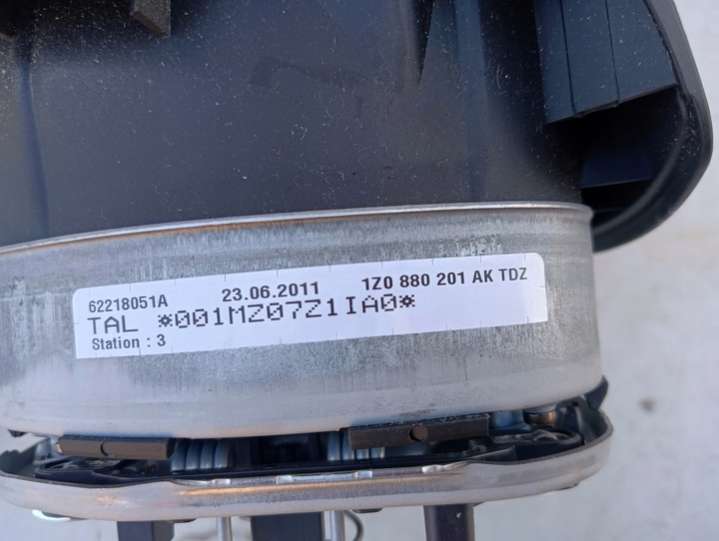 62218051A 23.06.2011 1Z0 880 201 AK TDZ
TAL *001MZ07Z1IA0*
Station : 3